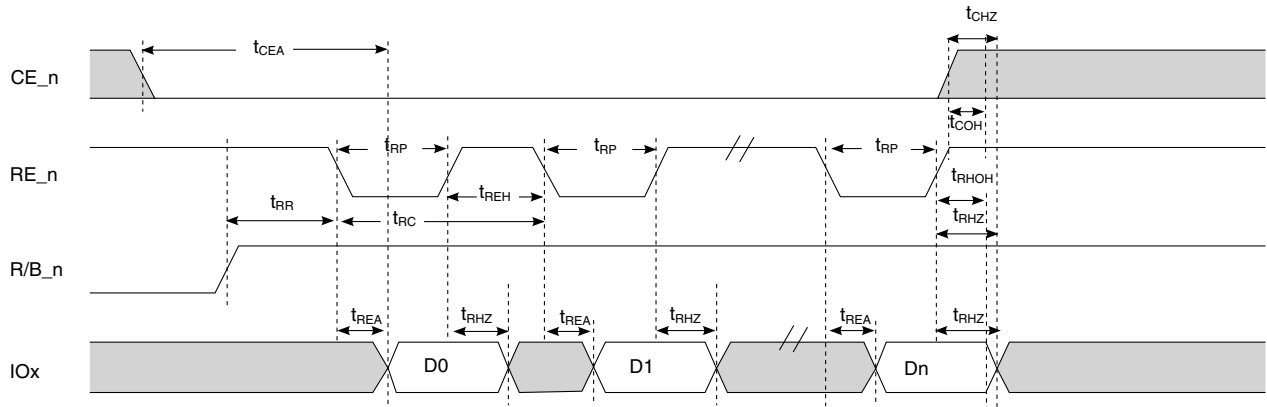 tCHZ
tCEA
CE_n
tCOH
tRP
tRP
tRP
RE_n
tREH
tRHOH
tRR
tRC
tRHZ
R/B_n
tREA
tRHZ
tREA
tRHZ
tREA
tRHZ
D0
D1
Dn
IOx